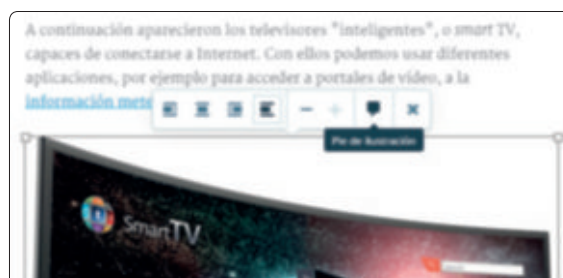 A continuación aparecieron los televisores "inteligentes", o smart TV,
capaces de conectarse a Internet. Con ellos podemos usar diferentes
aplicaciones, por ejemplo para acceder a portales de vídeo, a la
información
Pie de ilustración
SmartTV